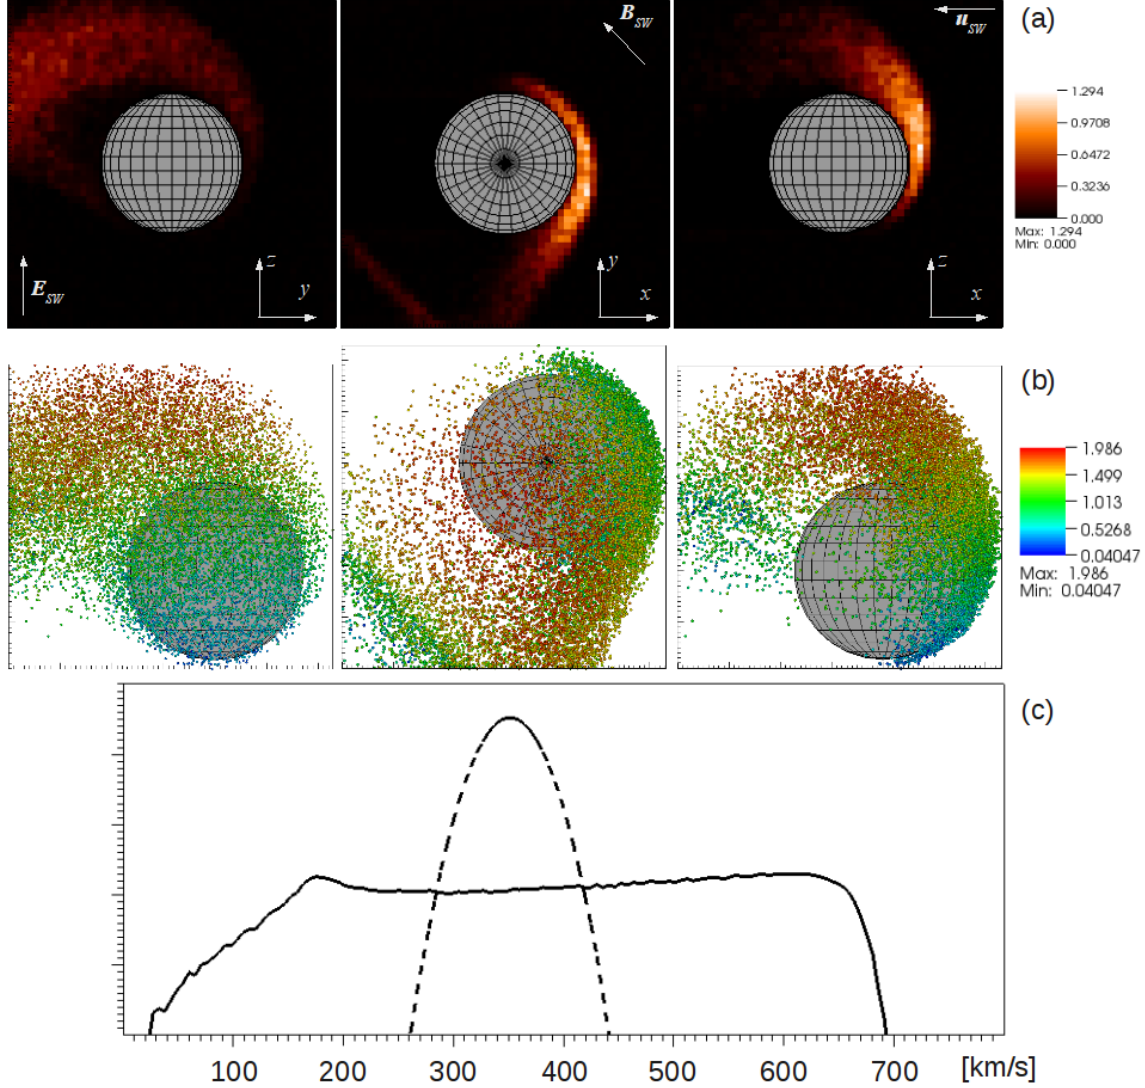 (a)
B_SW
u_SW
1.294
0.9708
0.6472
0.3236
0.000
Max: 1.294
Min: 0.000
E_SW
z
y
y
x
z
x
(b)
1.986
1.499
1.013
0.5268
0.04047
Max: 1.986
Min: 0.04047
(c)
100 200 300 400 500 600 700 [km/s]